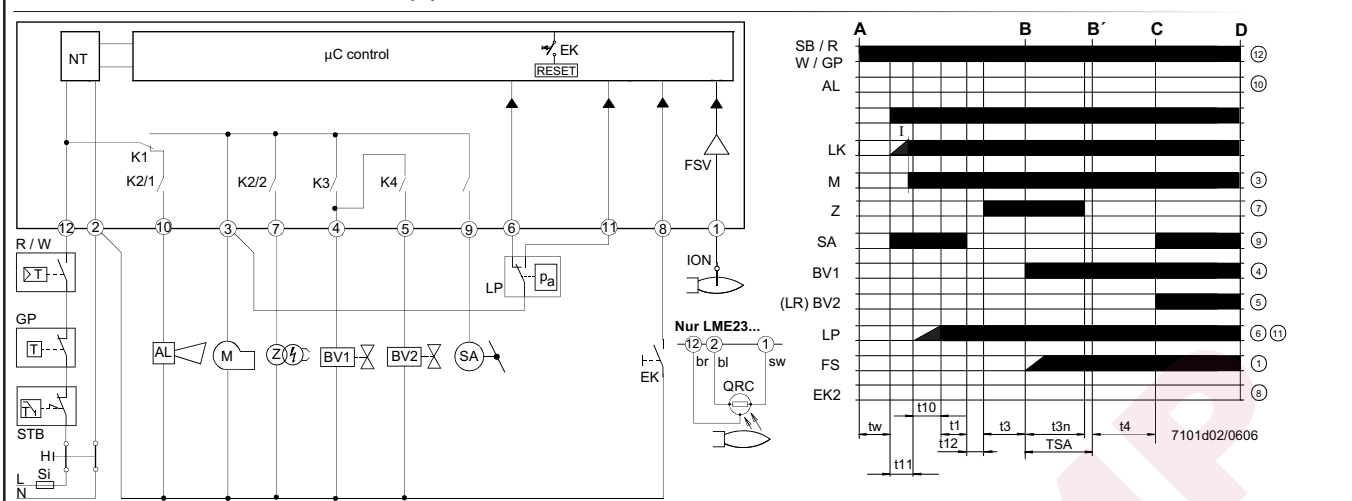 NT
µC control
EK
RESET
FSV
K1
K2/1
K2/2
K3
K4
12 2 10 3 7 4 5 9 6 11 8 1
R / W
T
GP
T
STB
T
HI
L Si
N
AL
M
Z
BV1
BV2
SA
LP
pa
ION
EK
Nur LME23...
12 2 1
br bl sw
QRC
A B B´ C D
SB / R 12
W / GP
AL 10
I
LK
M 3
Z 7
SA 9
BV1 4
(LR) BV2 5
LP 6 11
FS 1
EK2 8
t10
tw t1 t3 t3n t4
t12 TSA
t11
7101d02/0606